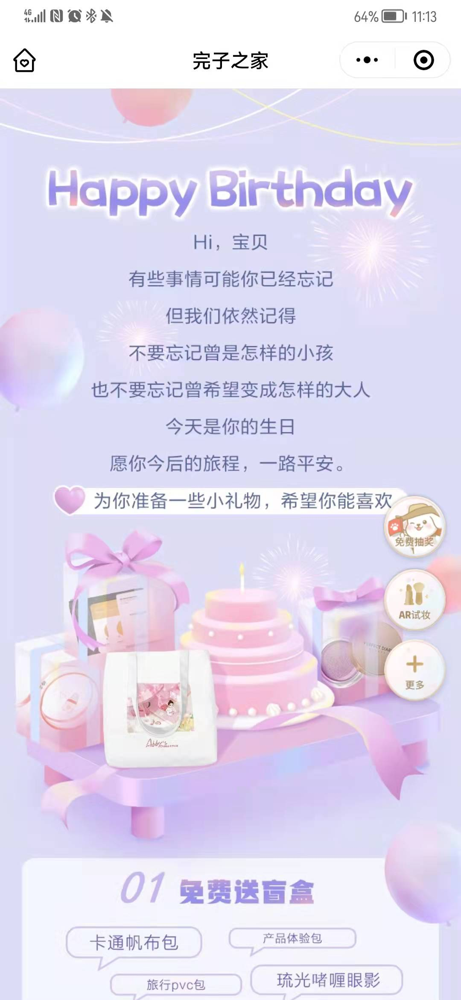 4G
64%
11:13
完子之家
Happy Birthday
Hi，宝贝
有些事情可能你已经忘记
但我们依然记得
不要忘记曾是怎样的小孩
也不要忘记曾希望变成怎样的大人
今天是你的生日
愿你今后的旅程，一路平安。
为你准备一些小礼物，希望你能喜欢
免费抽奖
AR试妆
PERFECT DIAR
更多
Abby's
01 免费送盲盒
卡通帆布包
产品体验包
旅行pvc包
琉光啫喱眼影